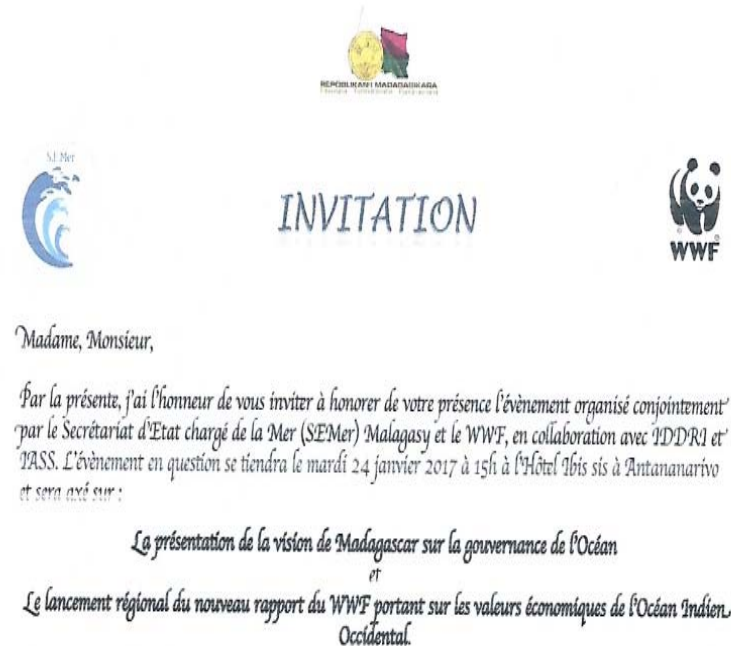 REPOBLIKAN'I MADAGASIKARA
S.E Mer
INVITATION
WWF
Madame, Monsieur,
Par la présente, j'ai l'honneur de vous inviter à honorer de votre présence l'évènement organisé conjointement
par le Secrétariat d'Etat chargé de la Mer (SEMer) Malagasy et le WWF, en collaboration avec IDDRI et
IASS. L'évènement en question se tiendra le mardi 24 janvier 2017 à 15h à l'Hôtel Ibis sis à Antananarivo
et sera axé sur :
La présentation de la vision de Madagascar sur la gouvernance de l'Océan
et
Le lancement régional du nouveau rapport du WWF portant sur les valeurs économiques de l'Océan Indien
Occidental.